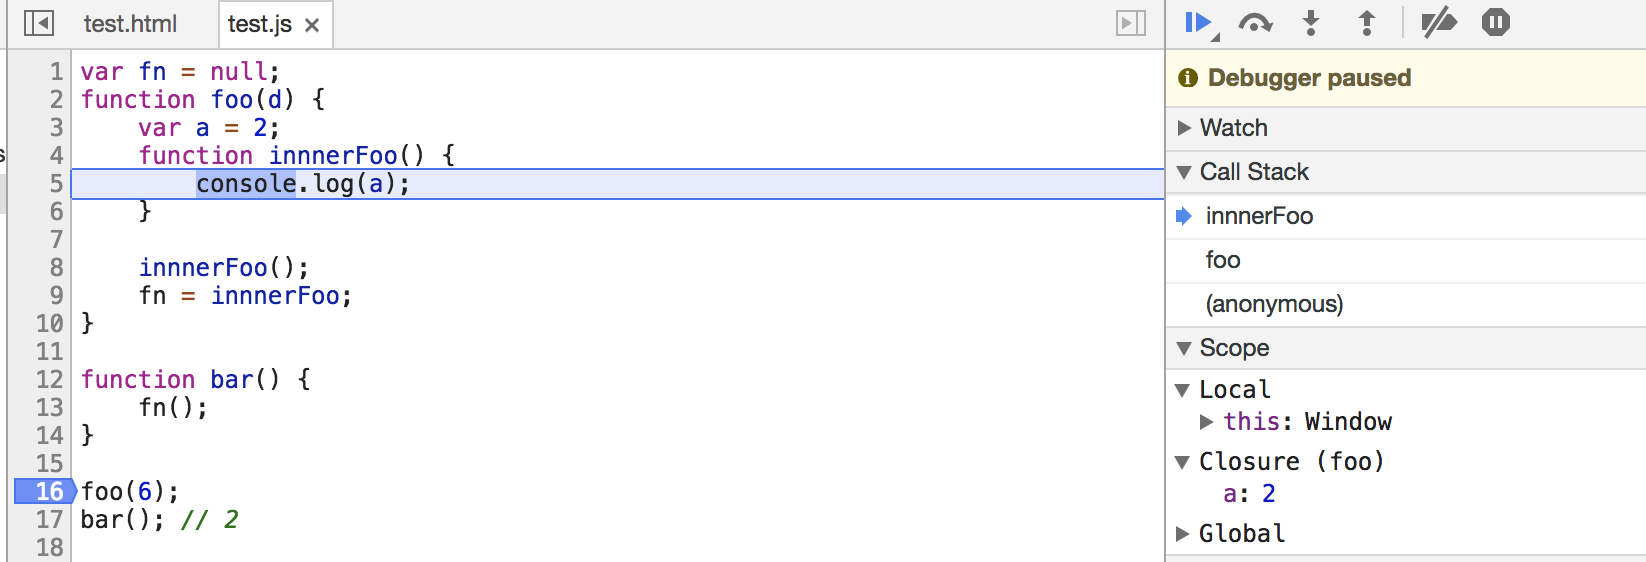 test.html test.js ×
1 var fn = null;
2 function foo(d) {
3 var a = 2;
4 function innnerFoo() {
5 console.log(a);
6 }
7
8 innnerFoo();
9 fn = innnerFoo;
10 }
11
12 function bar() {
13 fn();
14 }
15
16 foo(6);
17 bar(); // 2
18
s
Debugger paused
Watch
Call Stack
innnerFoo
foo
(anonymous)
Scope
Local
this: Window
Closure (foo)
a: 2
Global